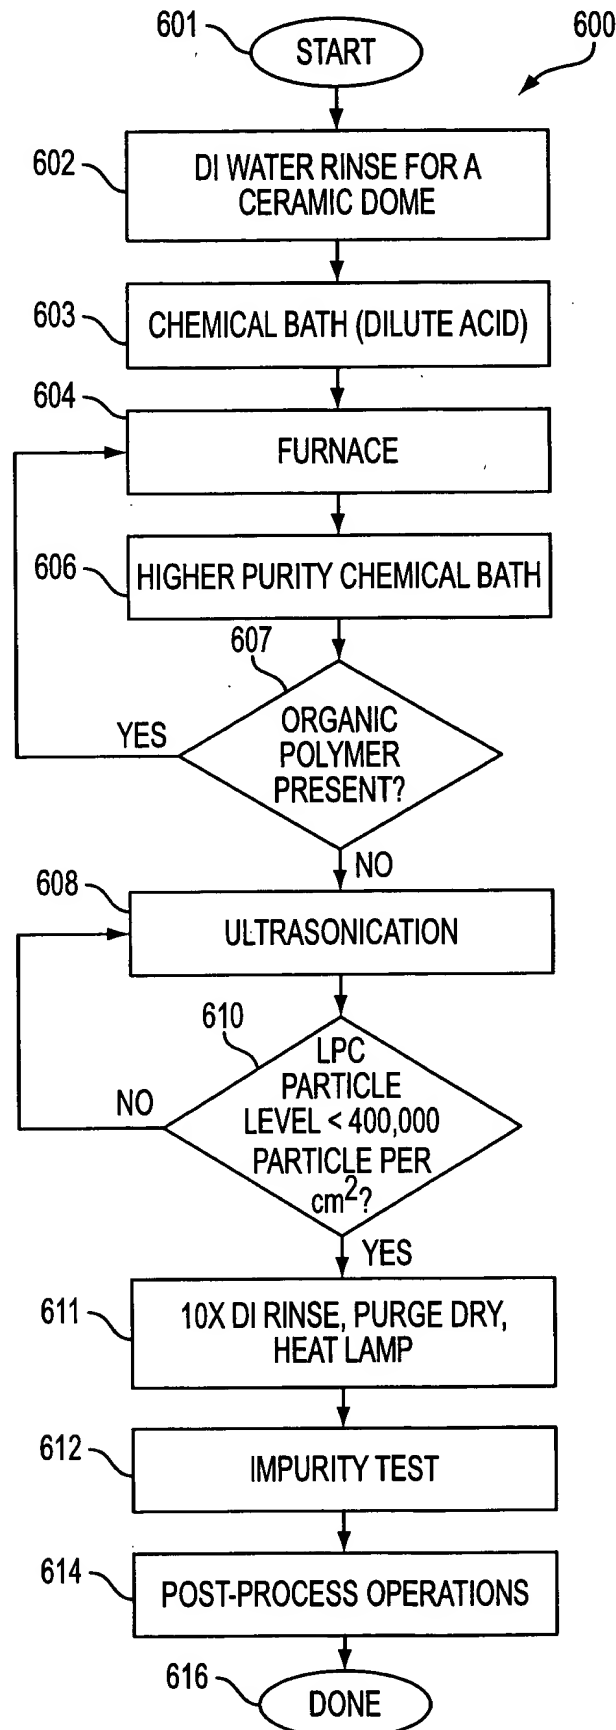 601
START
600
602
DI WATER RINSE FOR A
CERAMIC DOME
603
CHEMICAL BATH (DILUTE ACID)
604
FURNACE
606
HIGHER PURITY CHEMICAL BATH
607
YES
ORGANIC
POLYMER
PRESENT?
NO
608
ULTRASONICATION
610
NO
LPC
PARTICLE
LEVEL < 400,000
PARTICLE PER
cm²?
YES
611
10X DI RINSE, PURGE DRY,
HEAT LAMP
612
IMPURITY TEST
614
POST-PROCESS OPERATIONS
616
DONE